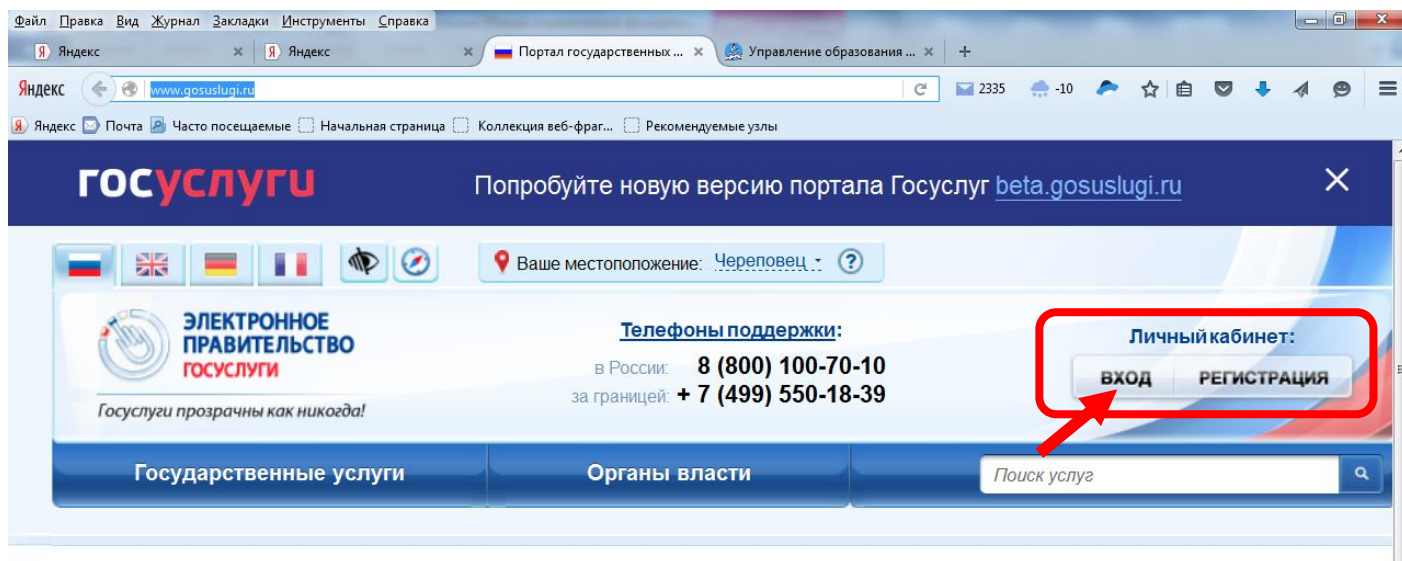 Файл Правка Вид Журнал Закладки Инструменты Справка
Я Яндекс Я Яндекс Портал государственных ... Управление образования ...
Яндекс www.gosuslugi.ru 2335 -10
Я Яндекс Почта Часто посещаемые Начальная страница Коллекция веб-фраг... Рекомендуемые узлы
госуслуги Попробуйте новую версию портала Госуслуг beta.gosuslugi.ru
Ваше местоположение: Череповец ?
ЭЛЕКТРОННОЕ
ПРАВИТЕЛЬСТВО
ГОСУСЛУГИ
Госуслуги прозрачны как никогда!
Телефоны поддержки:
в России: 8 (800) 100-70-10
за границей: + 7 (499) 550-18-39
Личный кабинет:
ВХОД РЕГИСТРАЦИЯ
Государственные услуги Органы власти Поиск услуг